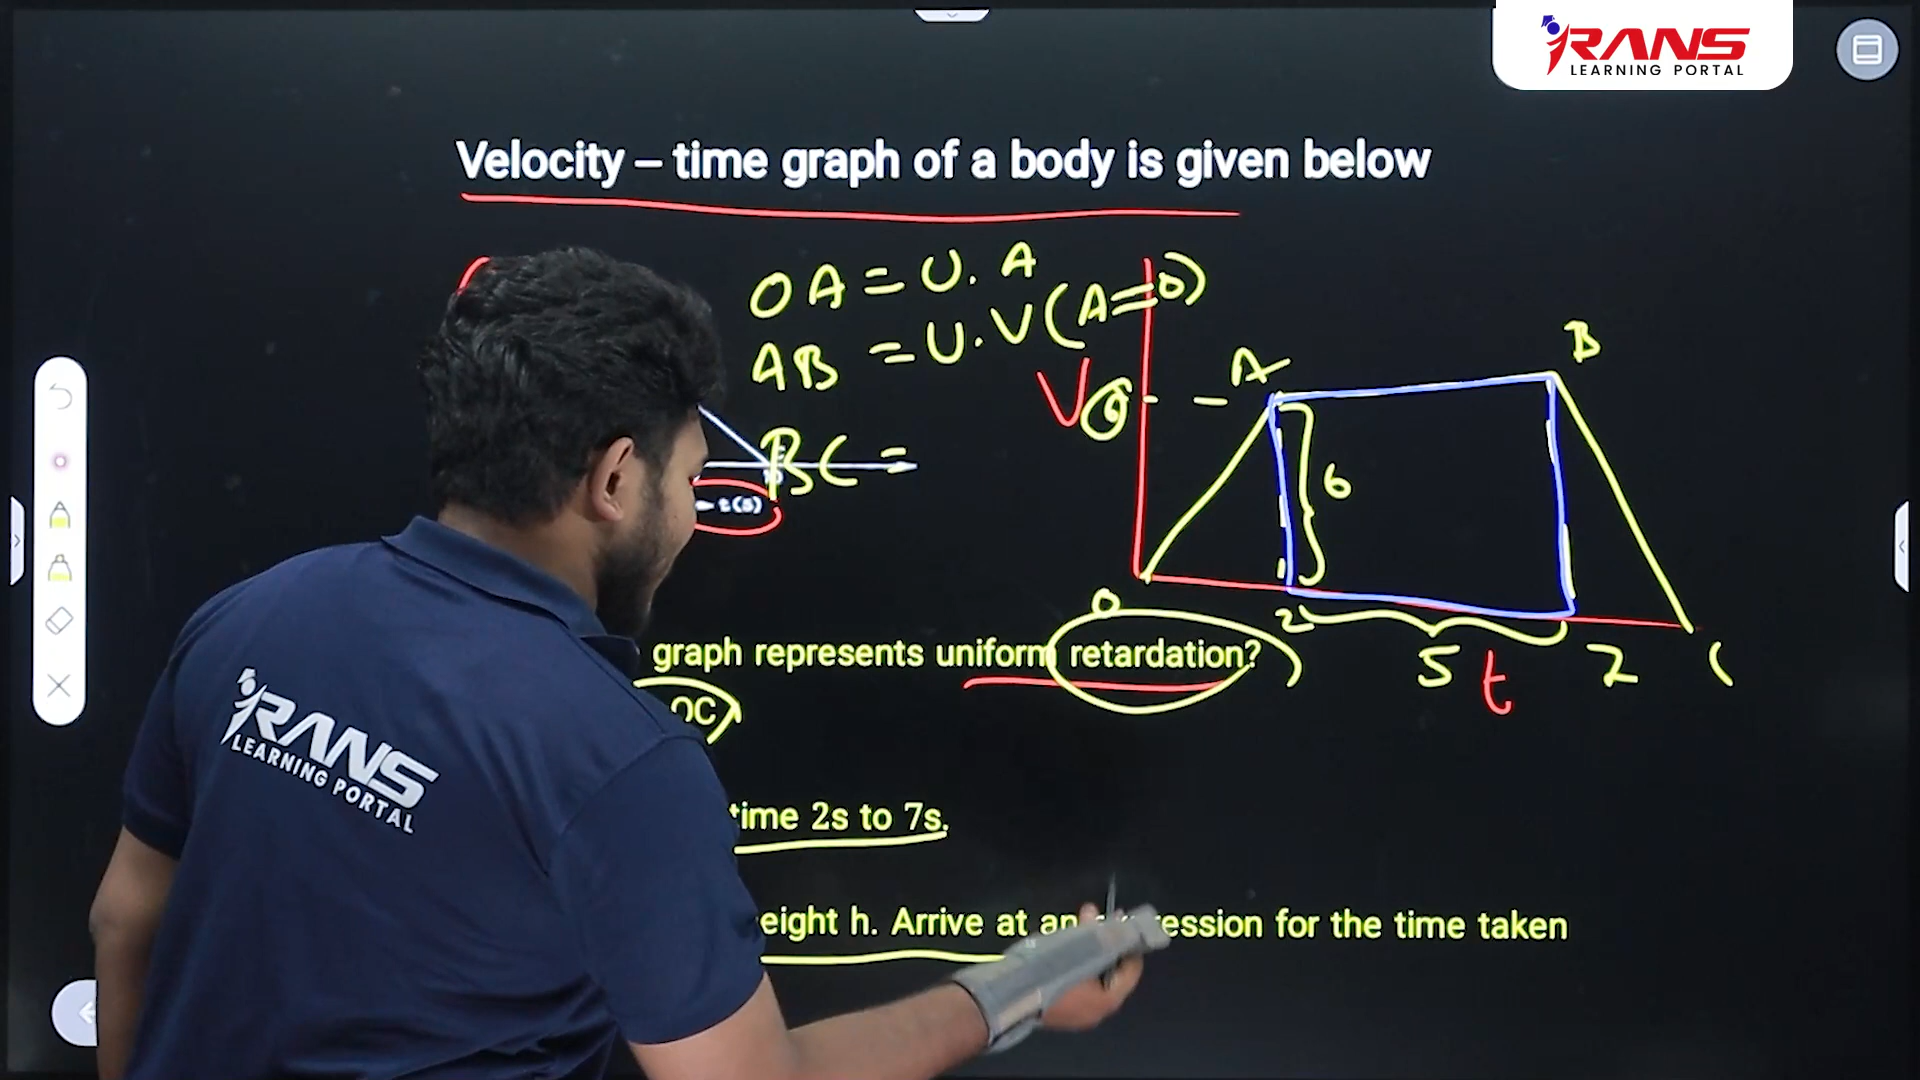 RANS
LEARNING PORTAL
Velocity – time graph of a body is given below
OA = U. A
AB = U. V (A=0)
BC =
t(s)
V
6
A
B
6
O
2
5
2
C
t
graph represents uniform retardation?
OC
time 2s to 7s.
eight h. Arrive at an expression for the time taken
RANS
LEARNING PORTAL